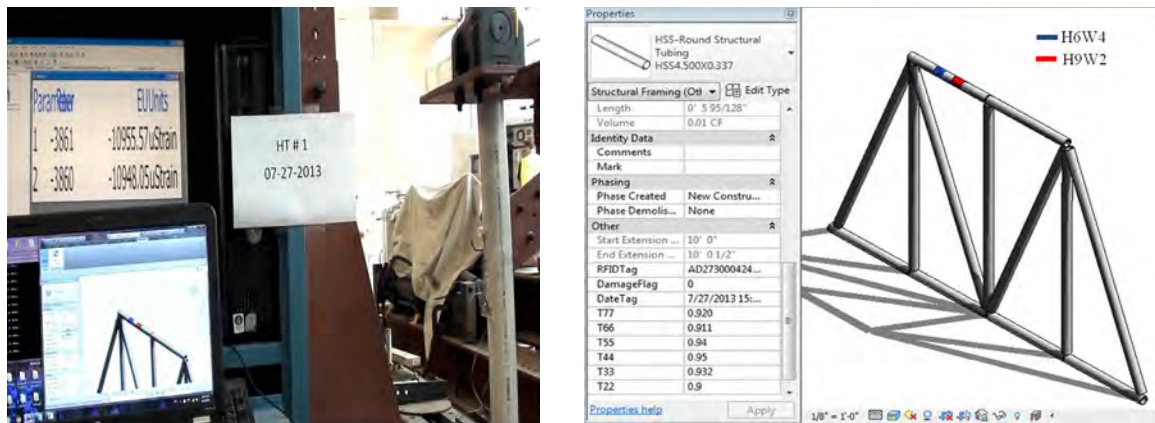 Parameter
EUUnits
1 -3861 -10955.57uStrain
2 -3860 -10948.05uStrain
HT # 1
07-27-2013
Properties
HSS-Round Structural
Tubing
HSS4.500X0.337
Structural Framing (Otl
Edit Type
Length 0' 5 95/128"
Volume 0.01 CF
Identity Data
Comments
Mark
Phasing
Phase Created New Constru...
Phase Demolis... None
Other
Start Extension ... 10' 0"
End Extension ... 10' 0 1/2"
RFIDTag AD273000424...
DamageFlag 0
DateTag 7/27/2013 15:...
T77 0.920
T66 0.911
T55 0.94
T44 0.95
T33 0.932
T22 0.9
Properties help
Apply
H6W4
H9W2
1/8" = 1'-0"